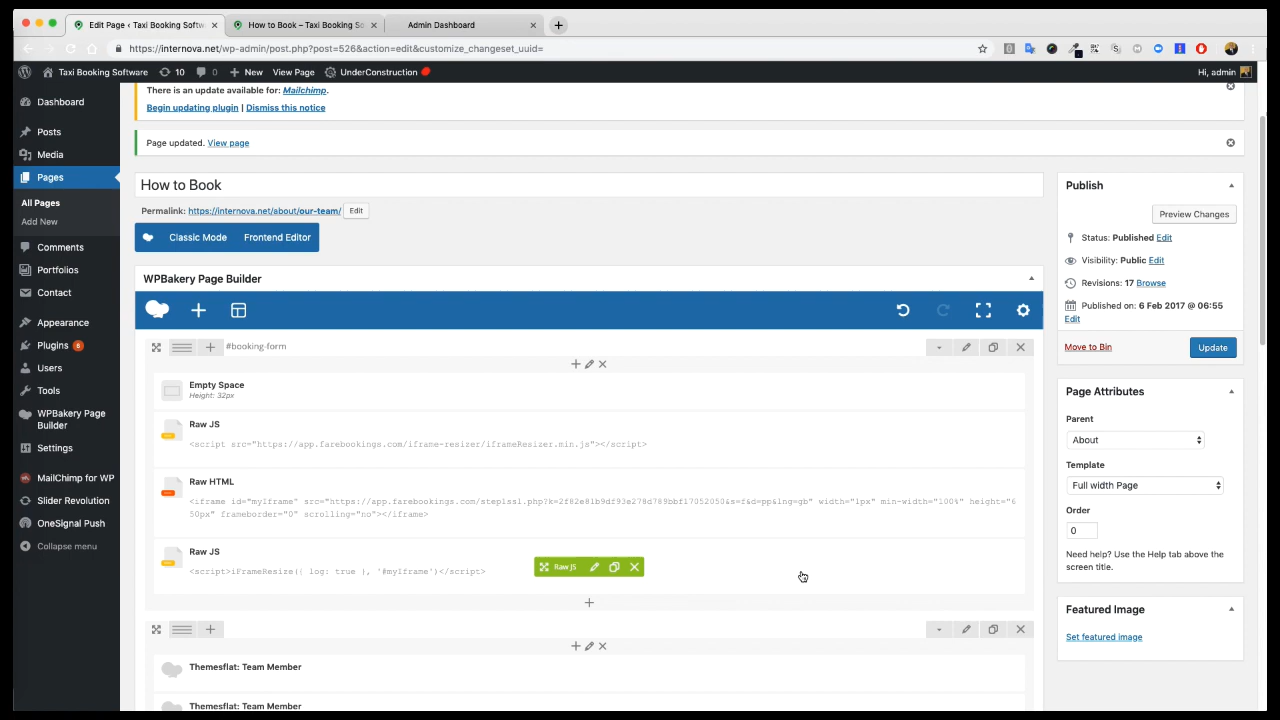 Edit Page ‹ Taxi Booking Softw
How to Book – Taxi Booking So
Admin Dashboard
https://internova.net/wp-admin/post.php?post=526&action=edit&customize_changeset_uuid=
Taxi Booking Software
10
0
New
View Page
UnderConstruction
Hi, admin
Dashboard
Posts
Media
Pages
All Pages
Add New
Comments
Portfolios
Contact
Appearance
Plugins 8
Users
Tools
WPBakery Page
Builder
Settings
MailChimp for WP
Slider Revolution
OneSignal Push
Collapse menu
There is an update available for: Mailchimp.
Begin updating plugin | Dismiss this notice
Page updated. View page
How to Book
Permalink: https://internova.net/about/our-team/ Edit
Classic Mode
Frontend Editor
WPBakery Page Builder
#booking-form
Empty Space
Height: 32px
Raw JS
<script src="https://app.farebookings.com/iframe-resizer/iframeResizer.min.js"></script>
Raw HTML
50px" frameborder="0" scrolling="no"></iframe>
Raw JS
<script>iFrameResize({ log: true }, '#myIframe')</script>
Raw JS
Themesflat: Team Member
Themesflat: Team Member
Publish
Preview Changes
Status: Published Edit
Visibility: Public Edit
Revisions: 17 Browse
Published on: 6 Feb 2017 @ 06:55
Edit
Move to Bin
Update
Page Attributes
Parent
About
Template
Full width Page
Order
0
Need help? Use the Help tab above the
screen title.
Featured Image
Set featured image